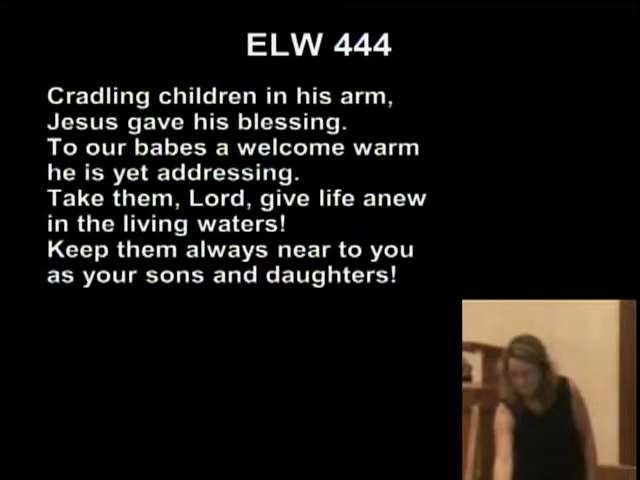 ELW 444
Cradling children in his arm,
Jesus gave his blessing.
To our babes a welcome warm
he is yet addressing.
Take them, Lord, give life anew
in the living waters!
Keep them always near to you
as your sons and daughters!